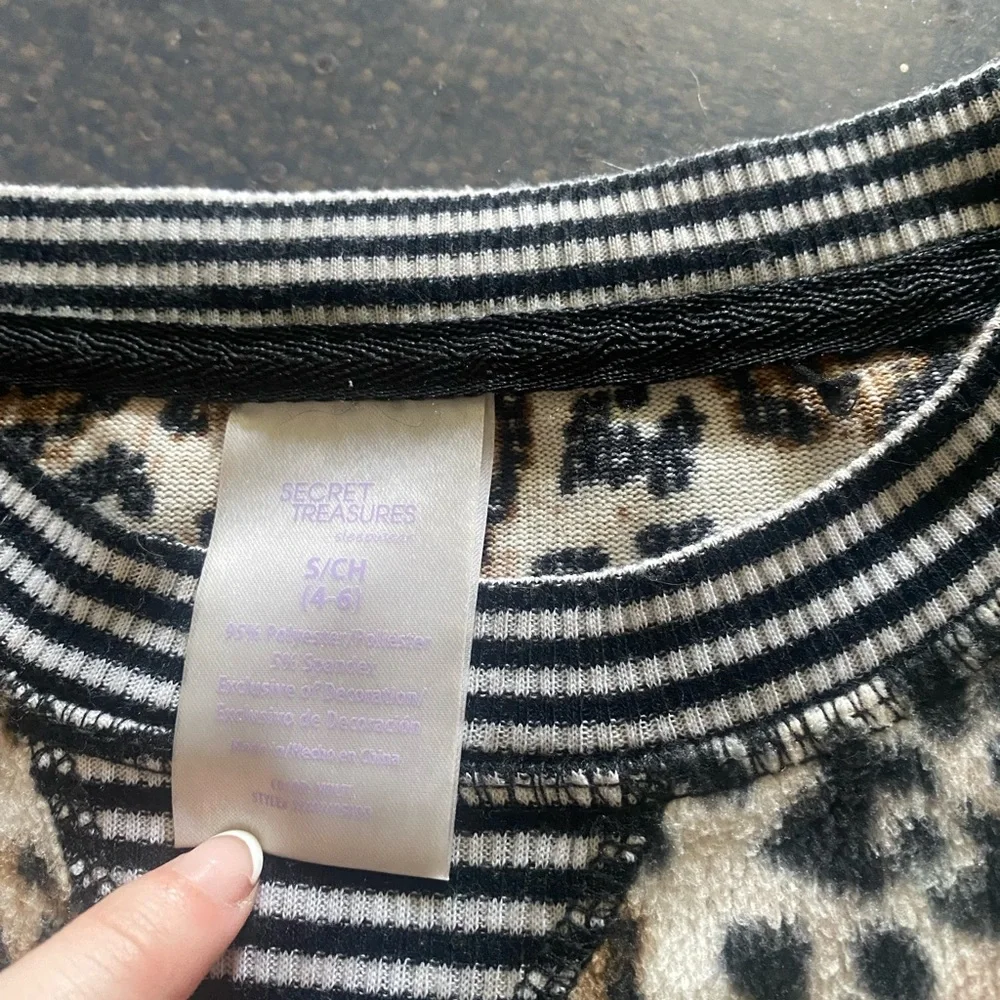 SECRET
TREASURES
sleepwear
S/CH
(4-6)
95% Polyester/Poliéster
5% Spandex
Exclusive of Decoration/
Exclusivo de Decoración
Made in/Hecho en China